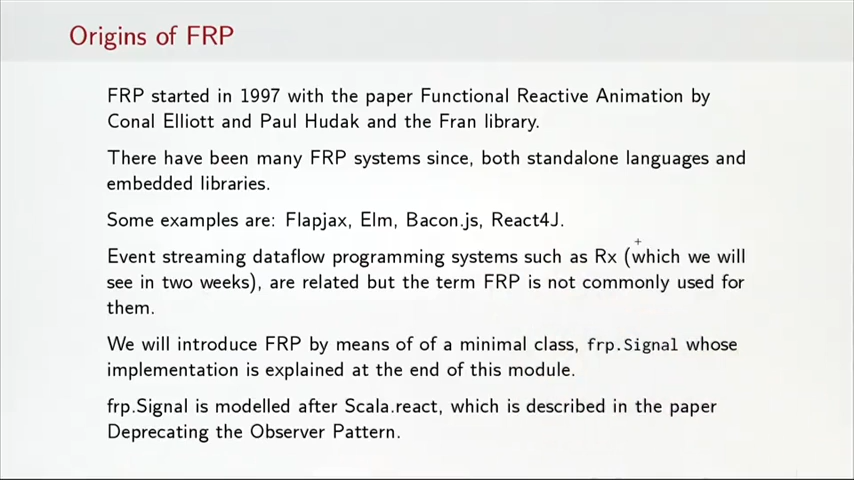 Origins of FRP
FRP started in 1997 with the paper Functional Reactive Animation by
Conal Elliott and Paul Hudak and the Fran library.
There have been many FRP systems since, both standalone languages and
embedded libraries.
Some examples are: Flapjax, Elm, Bacon.js, React4J.
Event streaming dataflow programming systems such as Rx (which we will
see in two weeks), are related but the term FRP is not commonly used for
them.
We will introduce FRP by means of of a minimal class, frp.Signal whose
implementation is explained at the end of this module.
frp.Signal is modelled after Scala.react, which is described in the paper
Deprecating the Observer Pattern.